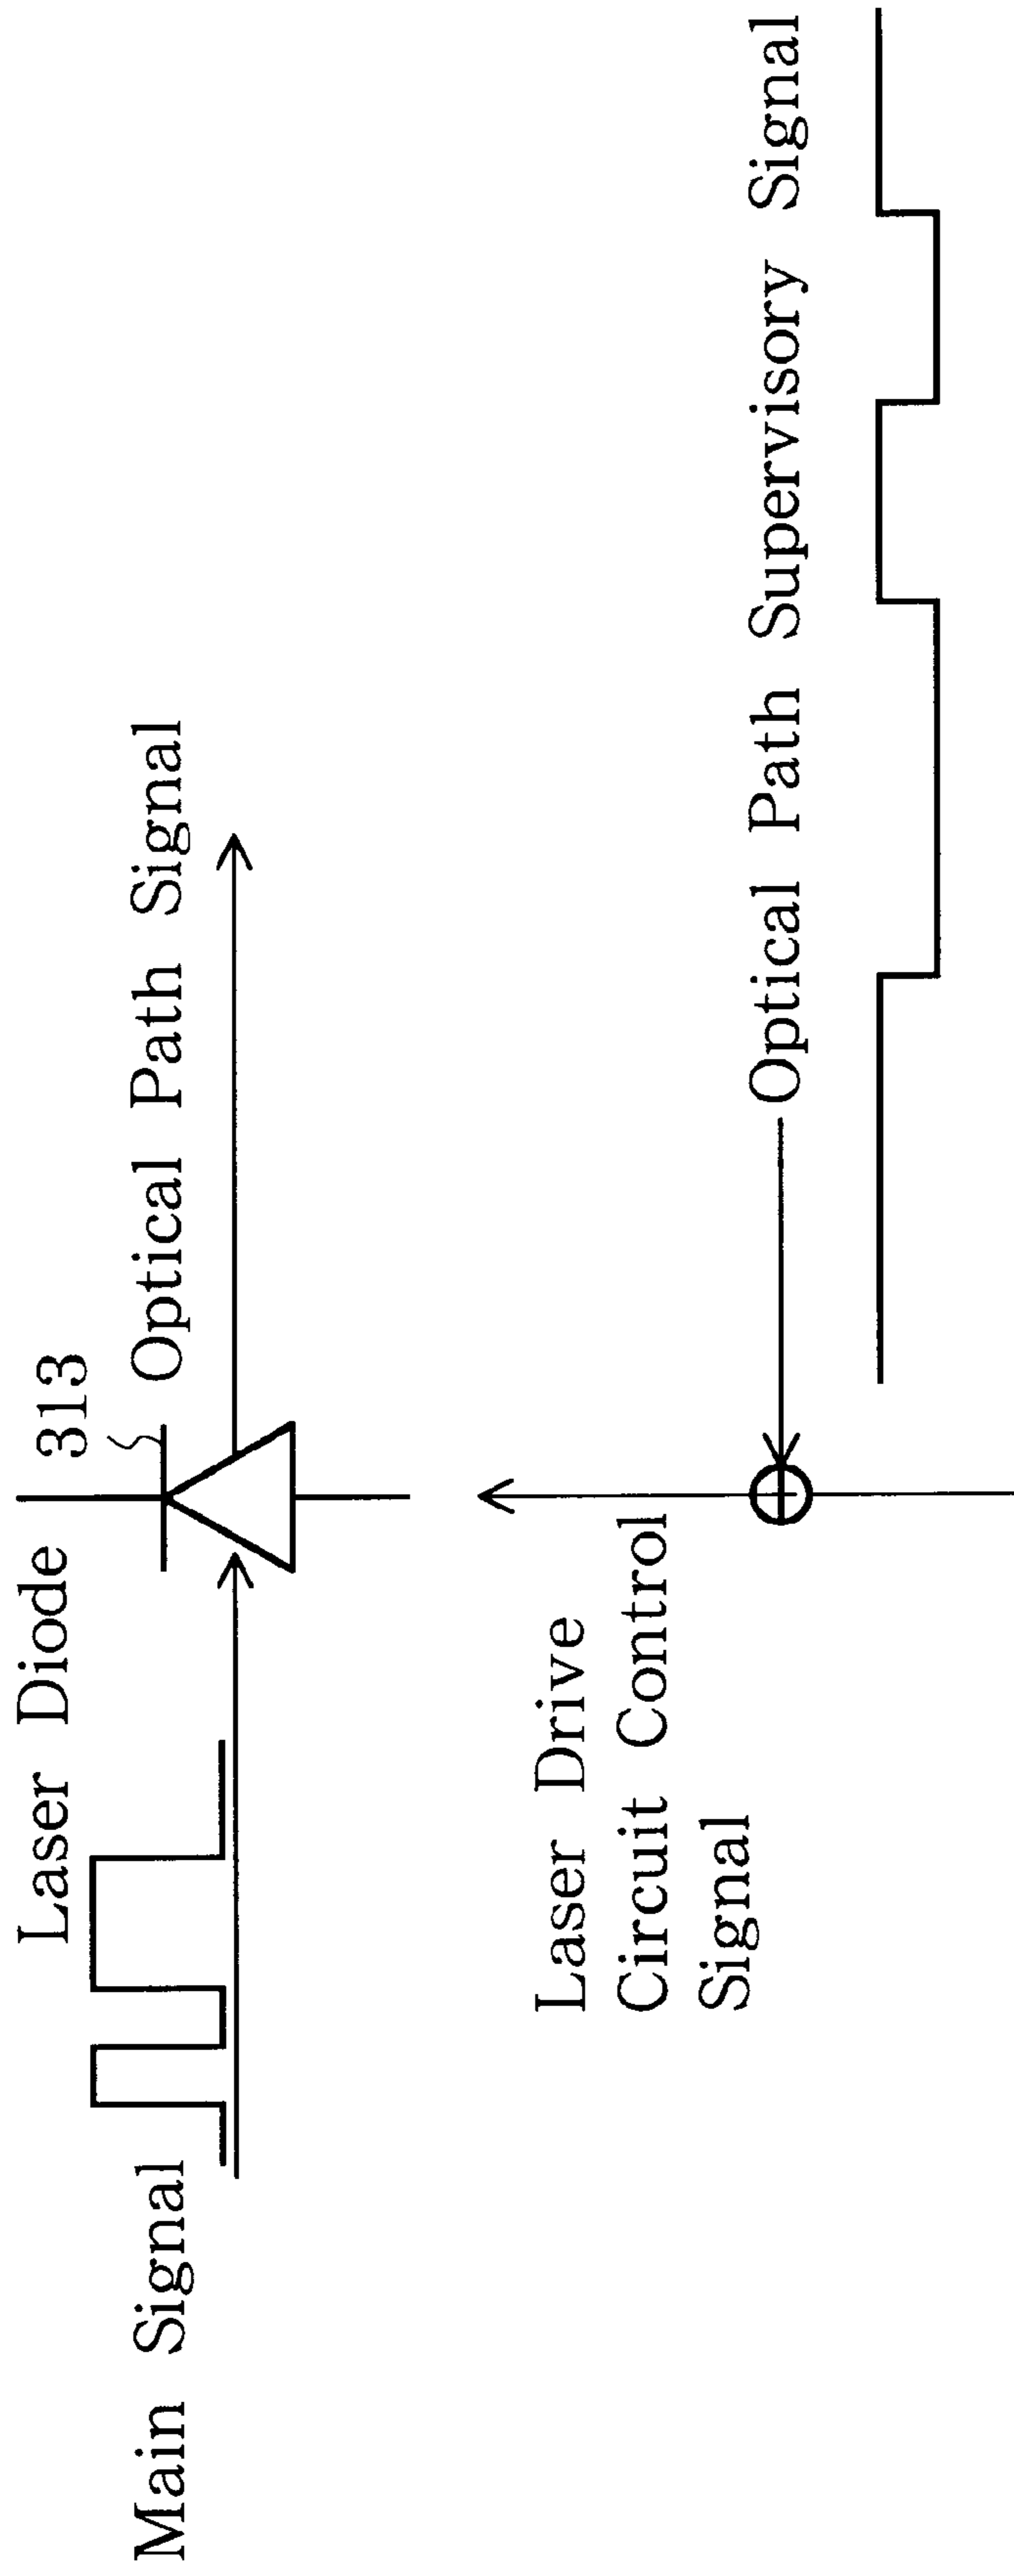 Laser Diode
313
Main Signal
Optical Path Signal
Laser Drive
Circuit Control
Signal
Optical Path Supervisory Signal